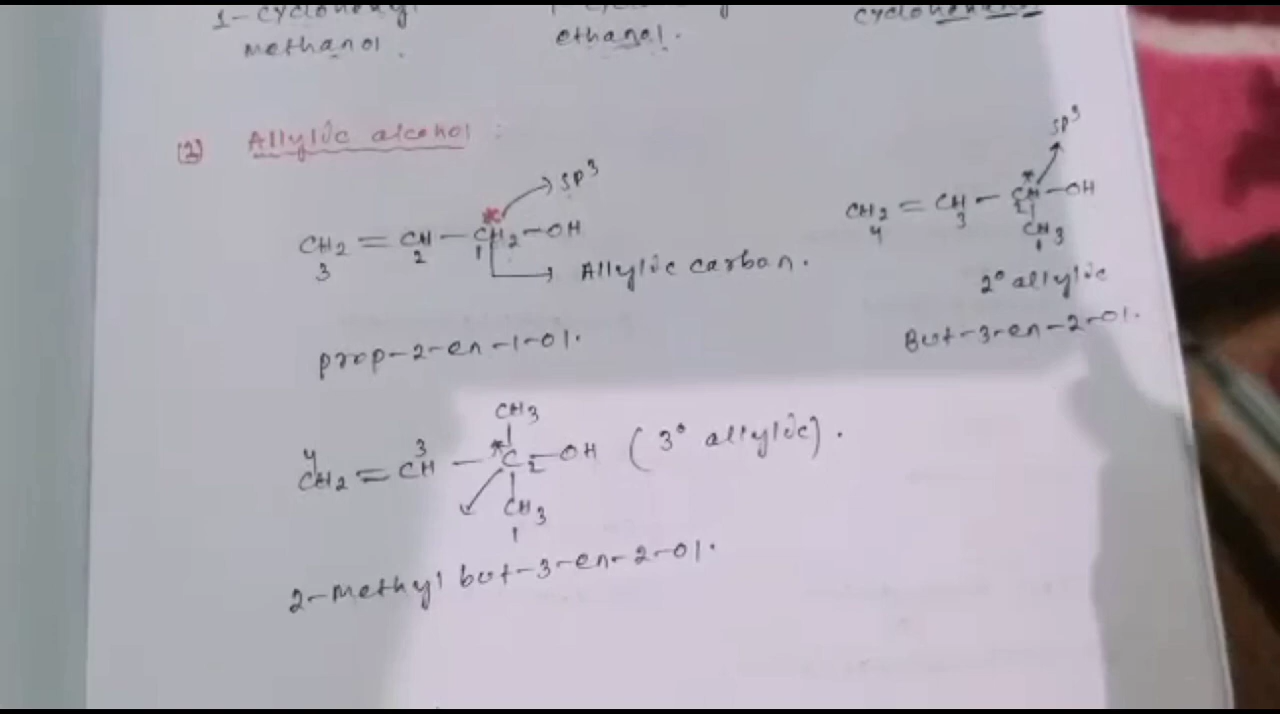 methanol.
ethanol.
(2) Allylic alcohol :
SP³
CH₂ = CH - CH₂ - OH
3 2 1
Allylic carbon.
prop-2-en-1-ol.
SP³
CH₂ = CH - CH - OH
4 3 2
CH₃
1
2° allylic
But-3-en-2-ol.
CH₃
4 3
CH₂ = CH - C - OH (3° allylic).
2
CH₃
1
2-Methyl but-3-en-2-ol.